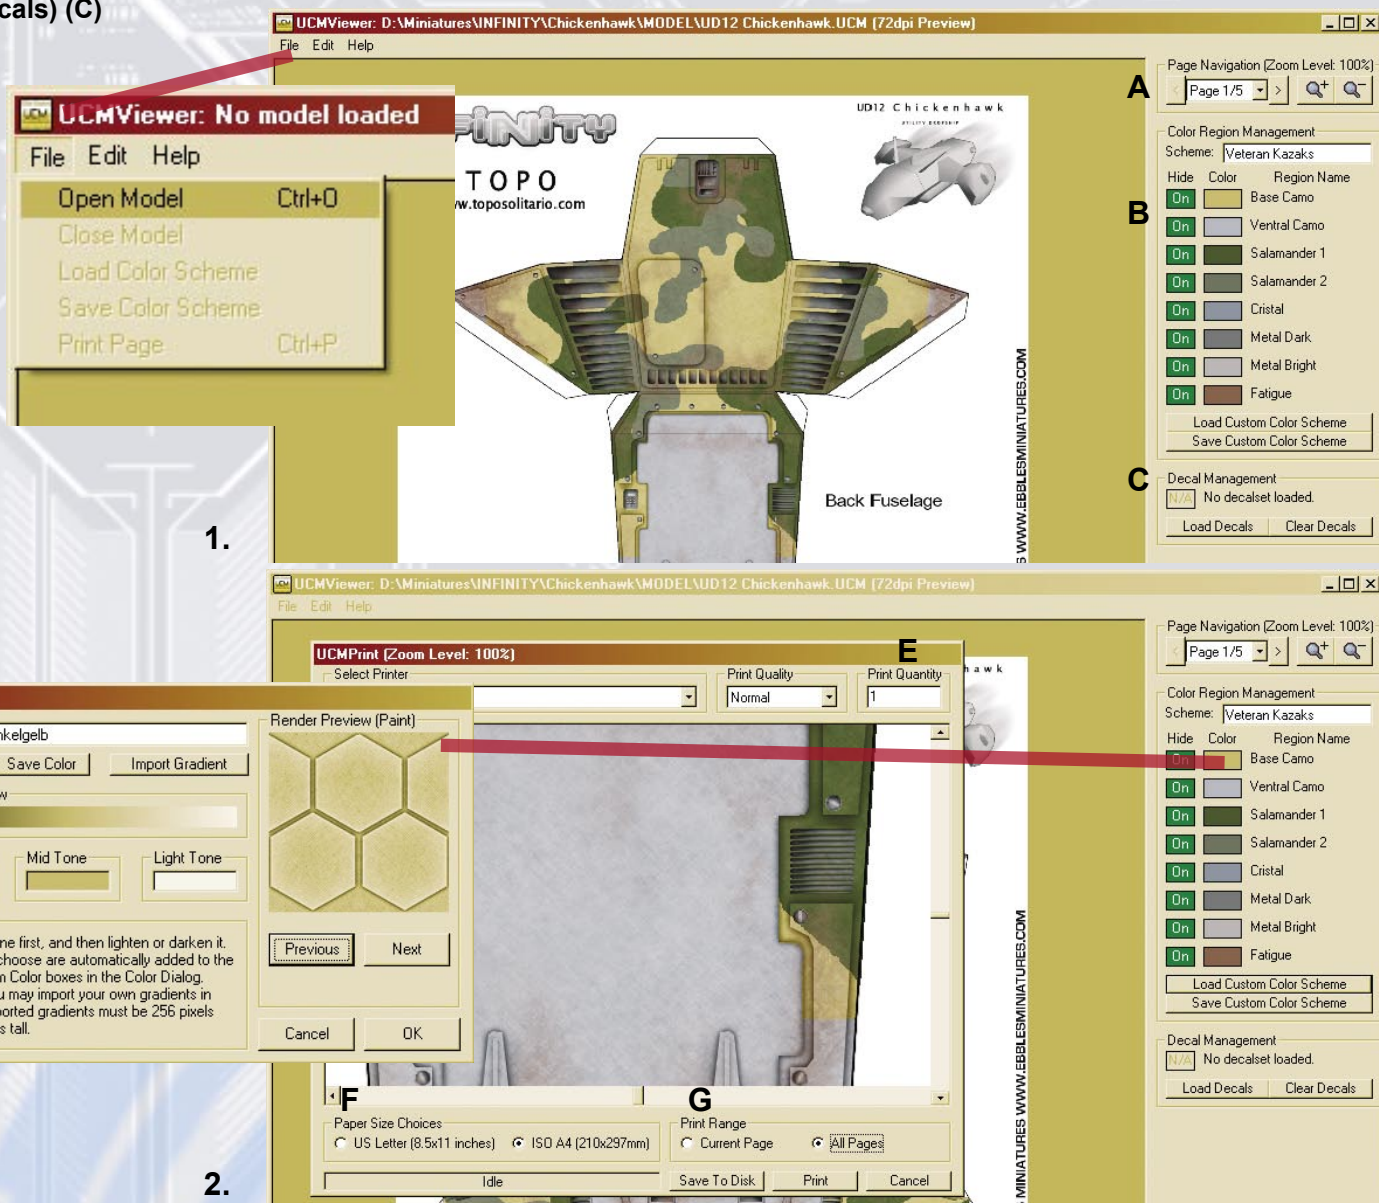 cals) (C)
UCMViewer: D:\Miniatures\INFINITY\Chickenhawk\MODEL\UD12 Chickenhawk.UCM (72dpi Preview)
File Edit Help
UCMViewer: No model loaded
File Edit Help
Open Model Ctrl+O
Close Model
Load Color Scheme
Save Color Scheme
Print Page Ctrl+P
TOPO
w.toposolitario.com
UD12 Chickenhawk
Back Fuselage
S WWW.EBBLESMINIATURES.COM
A
Page Navigation (Zoom Level: 100%)
< Page 1/5 >
Color Region Management
Scheme: Veteran Kazaks
B
Hide Color Region Name
On Base Camo
On Ventral Camo
On Salamander 1
On Salamander 2
On Cristal
On Metal Dark
On Metal Bright
On Fatigue
Load Custom Color Scheme
Save Custom Color Scheme
C
Decal Management
N/A No decalset loaded.
Load Decals Clear Decals
1.
UCMViewer: D:\Miniatures\INFINITY\Chickenhawk\MODEL\UD12 Chickenhawk.UCM (72dpi Preview)
File Edit Help
UCMPrint (Zoom Level: 100%)
E
Select Printer
Print Quality
Normal
Print Quantity
1
hawk
nkelgelb
Save Color Import Gradient
w
Mid Tone Light Tone
ne first, and then lighten or darken it.
choose are automatically added to the
n Color boxes in the Color Dialog.
u may import your own gradients in
orted gradients must be 256 pixels
s tall.
Render Preview (Paint)
Previous Next
Cancel OK
F
Paper Size Choices
US Letter (8.5x11 inches) ISO A4 (210x297mm)
G
Print Range
Current Page All Pages
Idle
Save To Disk Print Cancel
MINIATURES WWW.EBBLESMINIATURES.COM
Page Navigation (Zoom Level: 100%)
< Page 1/5 >
Color Region Management
Scheme: Veteran Kazaks
Hide Color Region Name
On Base Camo
On Ventral Camo
On Salamander 1
On Salamander 2
On Cristal
On Metal Dark
On Metal Bright
On Fatigue
Load Custom Color Scheme
Save Custom Color Scheme
Decal Management
N/A No decalset loaded.
Load Decals Clear Decals
2.